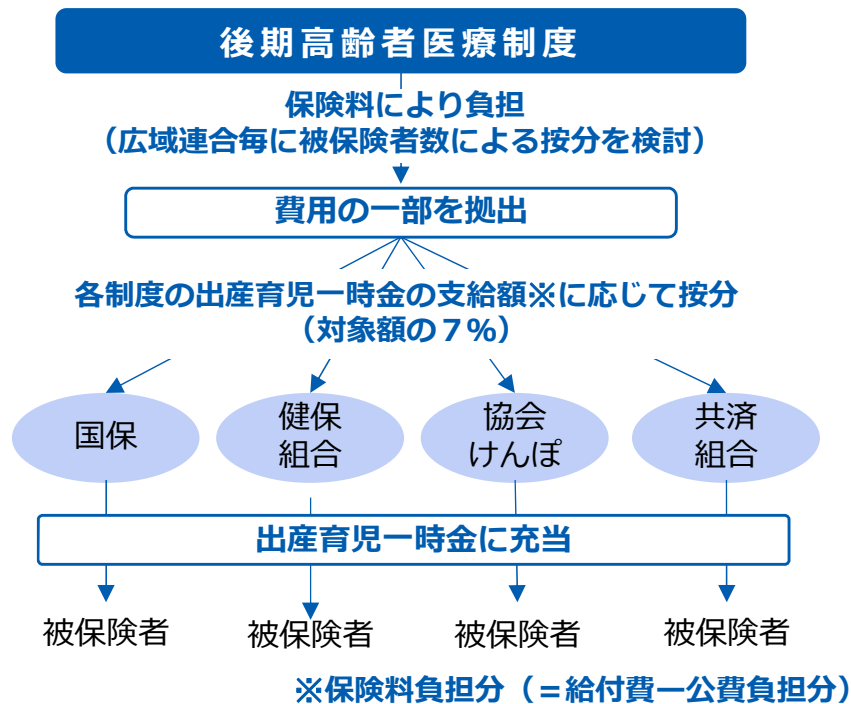 後期高齢者医療制度
保険料により負担
（広域連合毎に被保険者数による按分を検討）
費用の一部を拠出
各制度の出産育児一時金の支給額※に応じて按分
（対象額の７％）
国保
健保
組合
協会
けんぽ
共済
組合
出産育児一時金に充当
被保険者
被保険者
被保険者
被保険者
※保険料負担分（＝給付費ー公費負担分）